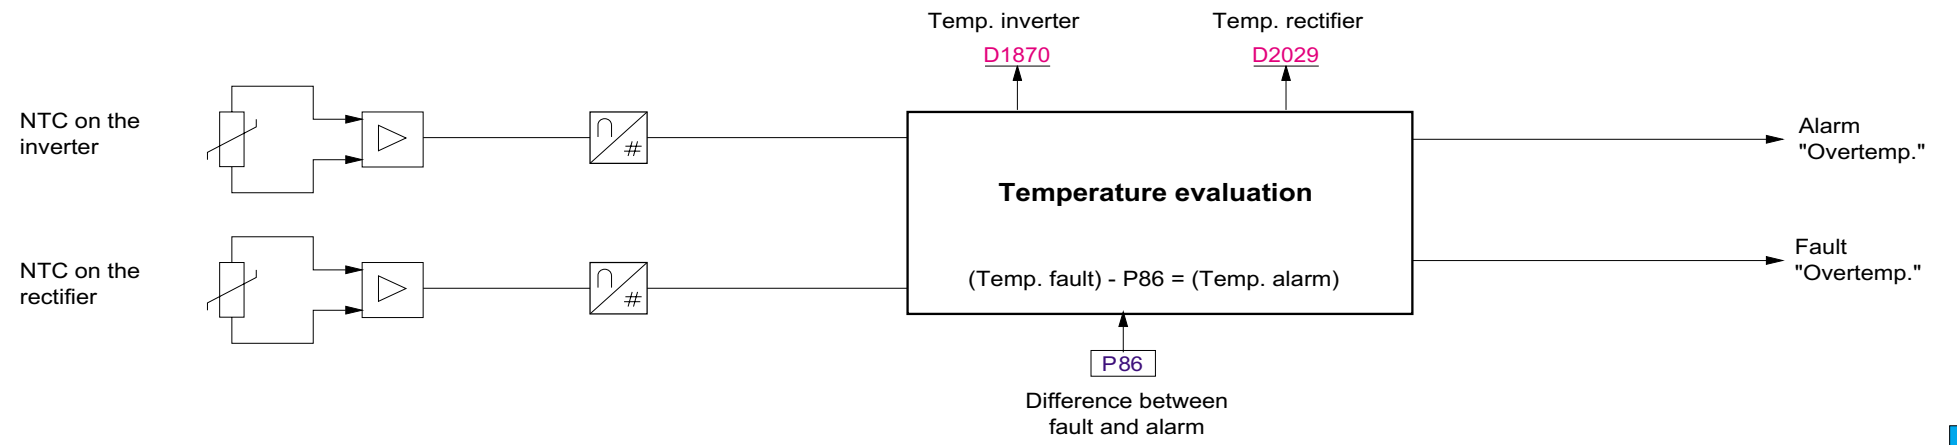 Temp. inverter
D1870
Temp. rectifier
D2029
NTC on the
inverter
∩
#
Alarm
"Overtemp."
Temperature evaluation
NTC on the
rectifier
∩
#
(Temp. fault) - P86 = (Temp. alarm)
Fault
"Overtemp."
P86
Difference between
fault and alarm